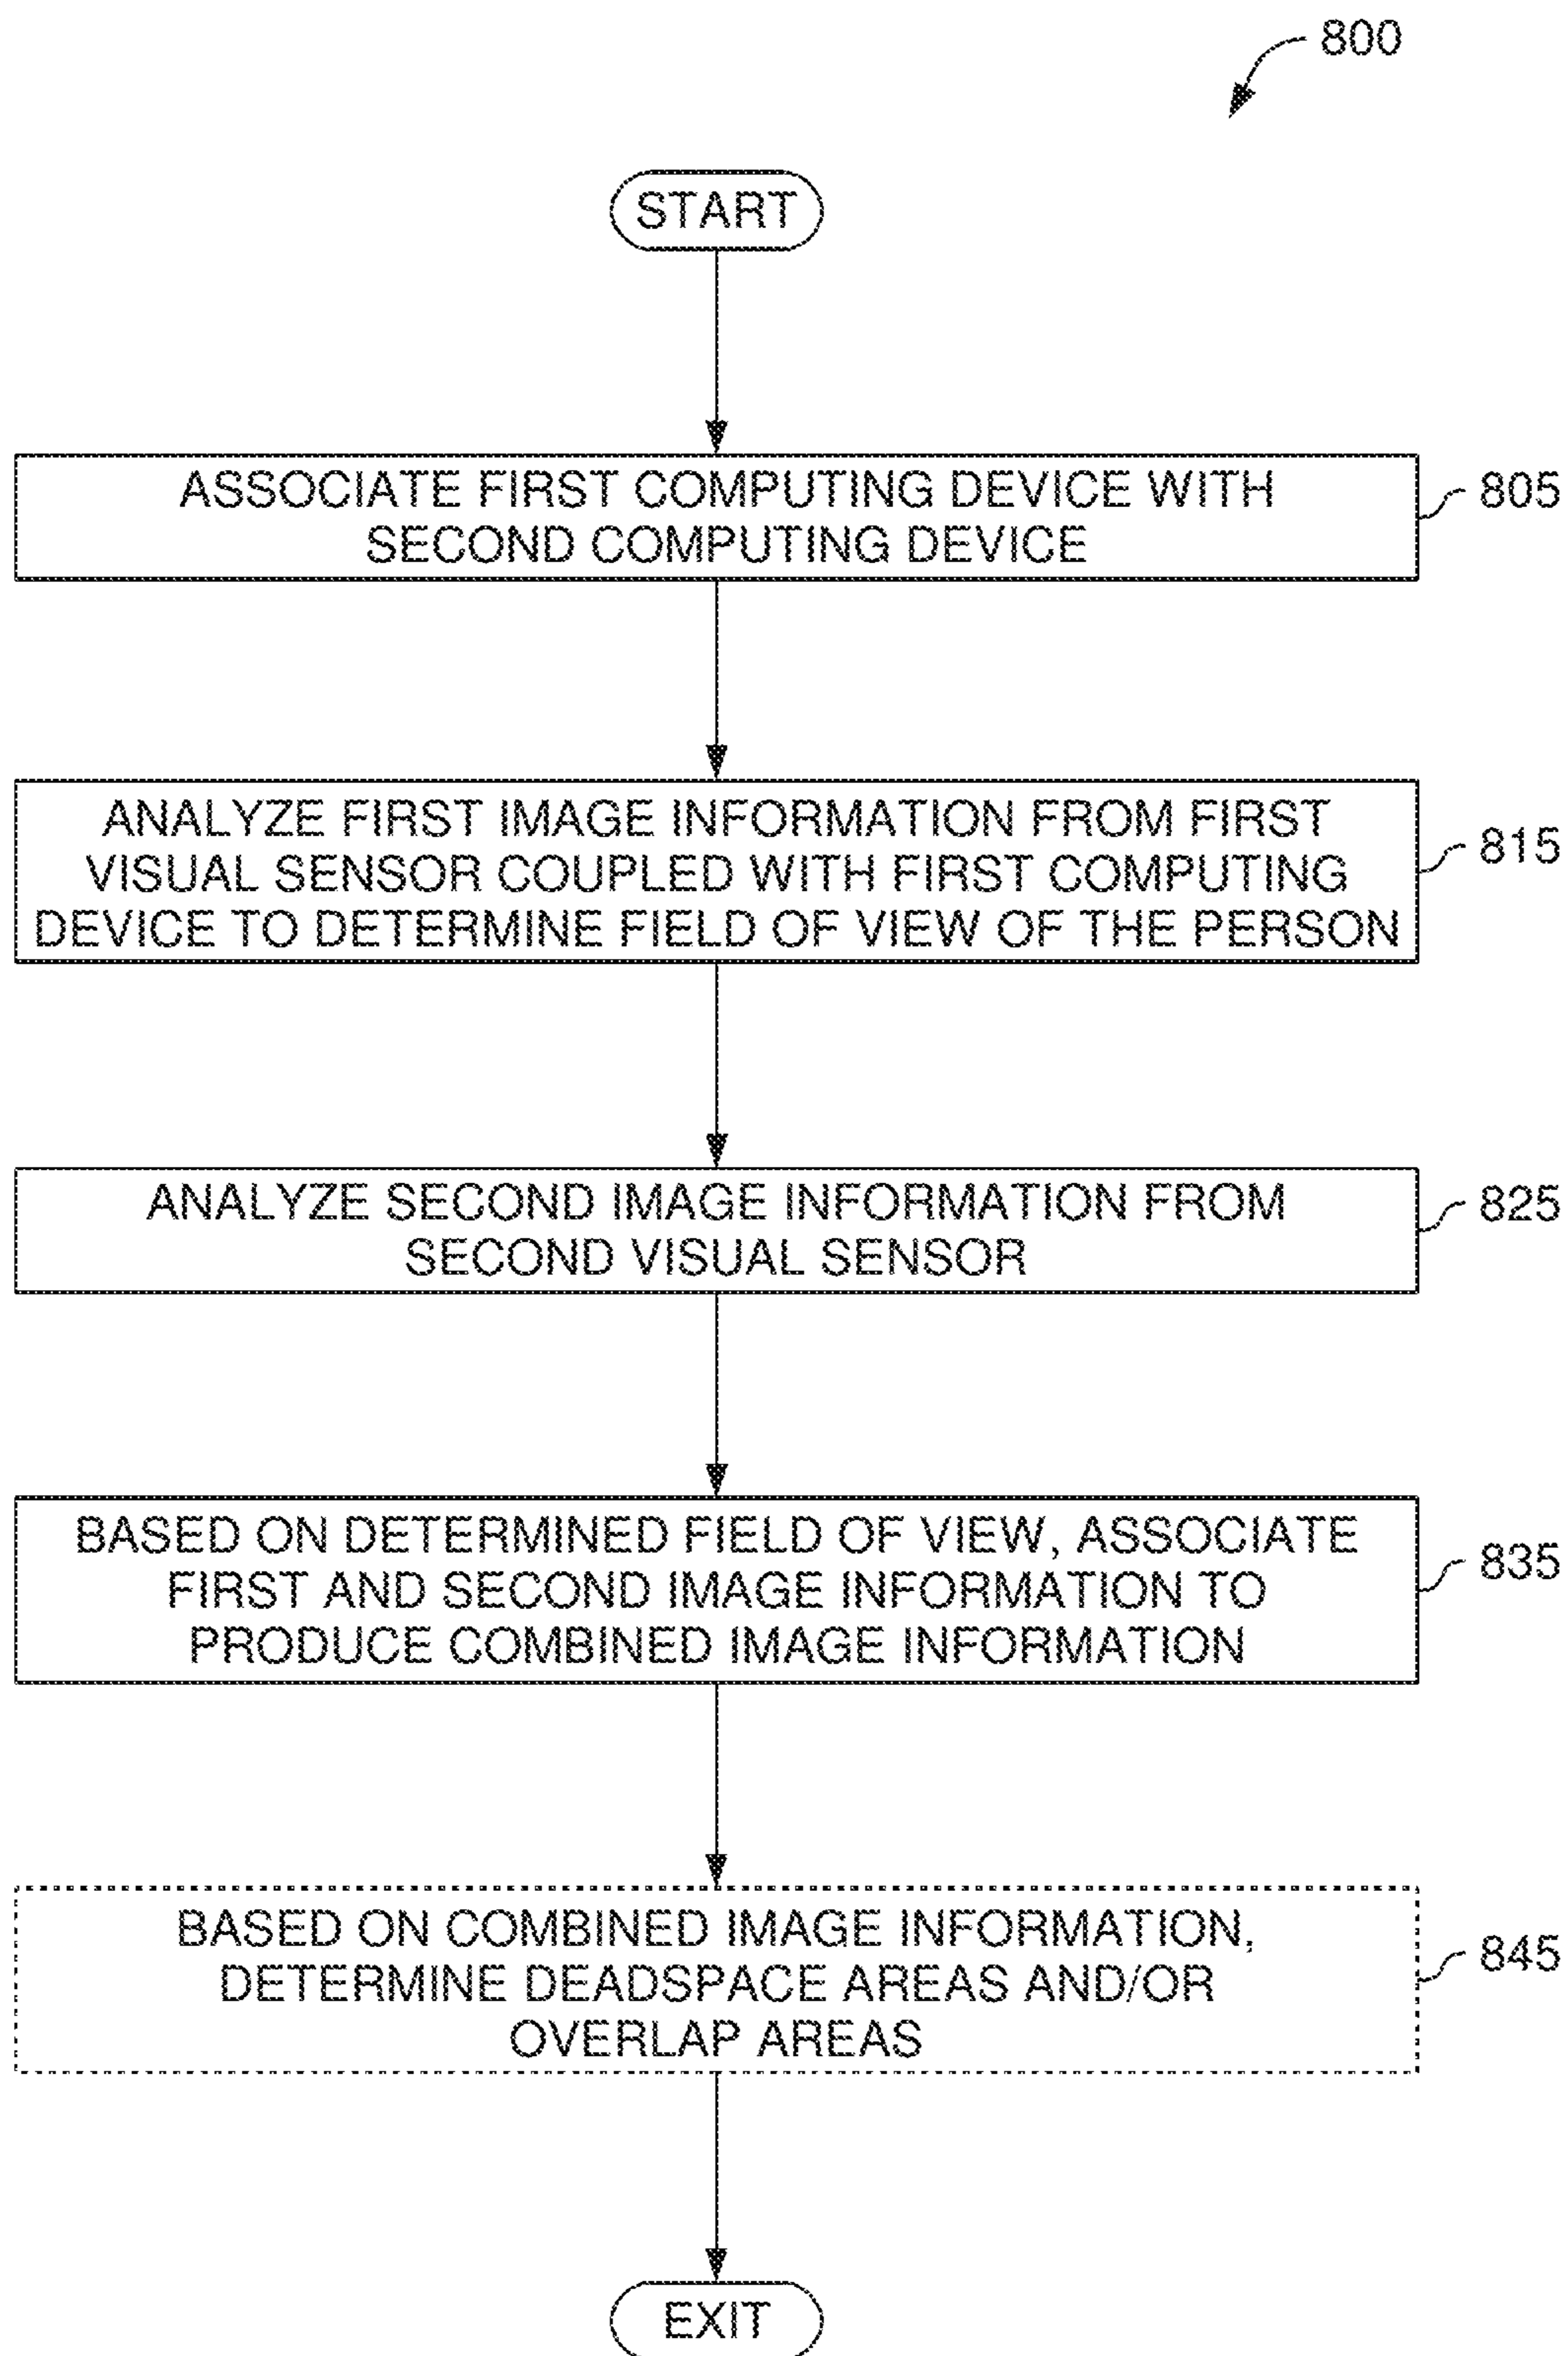 800
START
ASSOCIATE FIRST COMPUTING DEVICE WITH
SECOND COMPUTING DEVICE
805
ANALYZE FIRST IMAGE INFORMATION FROM FIRST
VISUAL SENSOR COUPLED WITH FIRST COMPUTING
DEVICE TO DETERMINE FIELD OF VIEW OF THE PERSON
815
ANALYZE SECOND IMAGE INFORMATION FROM
SECOND VISUAL SENSOR
825
BASED ON DETERMINED FIELD OF VIEW, ASSOCIATE
FIRST AND SECOND IMAGE INFORMATION TO
PRODUCE COMBINED IMAGE INFORMATION
835
BASED ON COMBINED IMAGE INFORMATION,
DETERMINE DEADSPACE AREAS AND/OR
OVERLAP AREAS
845
EXIT